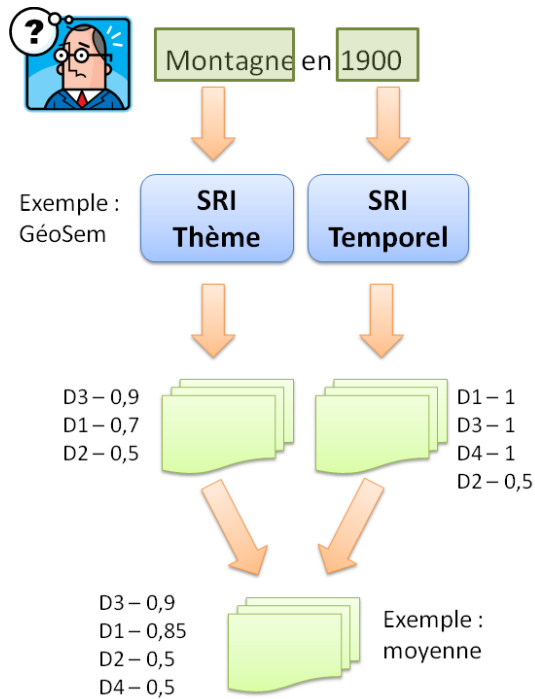 ?
Montagne en 1900
Exemple :
GéoSem
SRI
Thème
SRI
Temporel
D3 – 0,9
D1 – 0,7
D2 – 0,5
D1 – 1
D3 – 1
D4 – 1
D2 – 0,5
D3 – 0,9
D1 – 0,85
D2 – 0,5
D4 – 0,5
Exemple :
moyenne